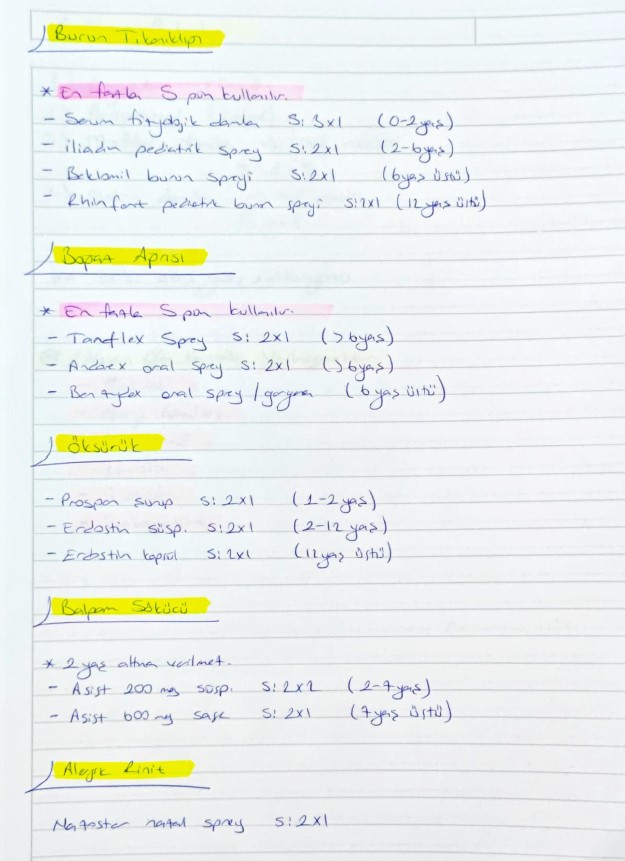 Burun Tıkanıklığı
* En fazla 5 gün kullanılır.
- Serum fizyolojik damla S: 3x1 (0-2 yaş)
- iliadin pediatrik sprey S: 2x1 (2-6 yaş)
- Beklamil burun spreyi S: 2x1 (6 yaş üstü)
- Rhinfant pediatrik burun spreyi S: 2x1 (12 yaş üstü)
Boğaz Ağrısı
* En fazla 5 gün kullanılır.
- Tanflex Sprey S: 2x1 (>6 yaş)
- Andorex oral sprey S: 2x1 (>6 yaş)
- oral sprey / gargara (6 yaş üstü)
Öksürük
- Prospan şurup S: 2x1 (1-2 yaş)
- Erdostin süsp. S: 2x1 (2-12 yaş)
- Erdostin kapsül S: 2x1 (12 yaş üstü)
Balgam Sökücü
* 2 yaş altına verilmez.
- Asist 200 mg süsp. S: 2x2 (2-7 yaş)
- Asist 600 mg saşe S: 2x1 (7 yaş üstü)
Alerjik Rinit
Nazoster nazal sprey S: 2x1